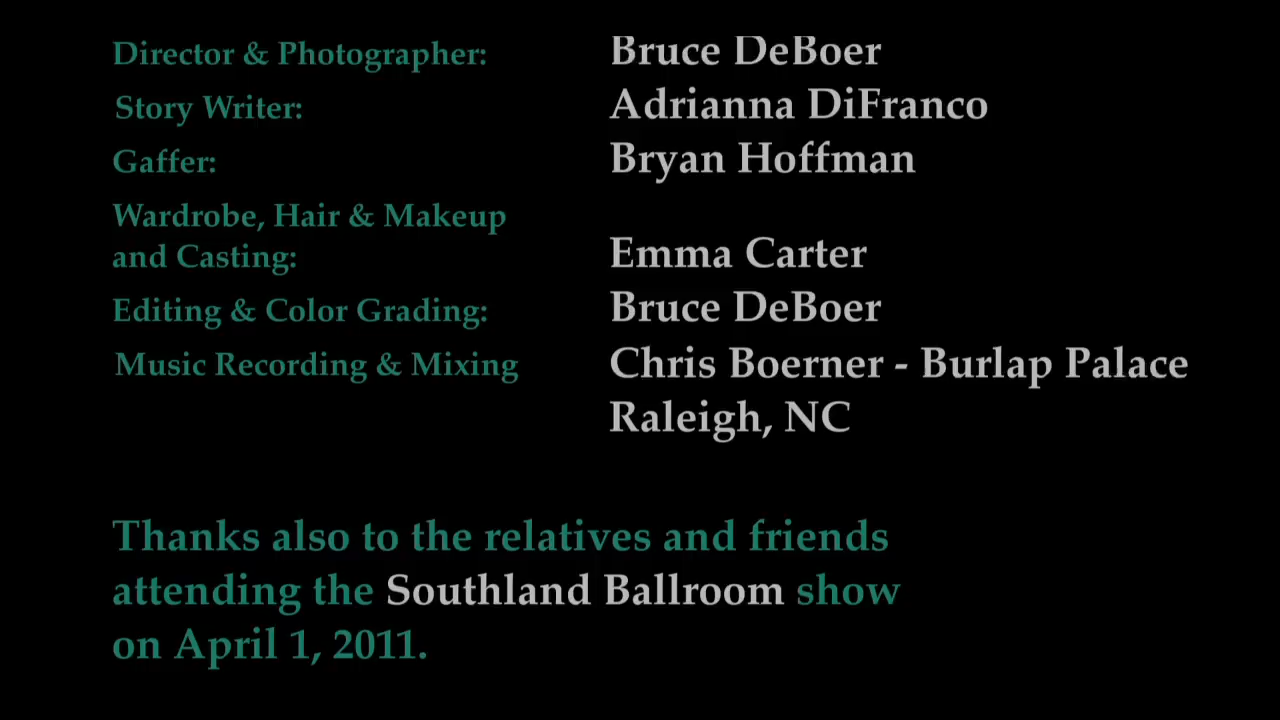 Director & Photographer: Bruce DeBoer
Story Writer: Adrianna DiFranco
Gaffer: Bryan Hoffman
Wardrobe, Hair & Makeup
and Casting: Emma Carter
Editing & Color Grading: Bruce DeBoer
Music Recording & Mixing Chris Boerner - Burlap Palace
Raleigh, NC
Thanks also to the relatives and friends
attending the Southland Ballroom show
on April 1, 2011.